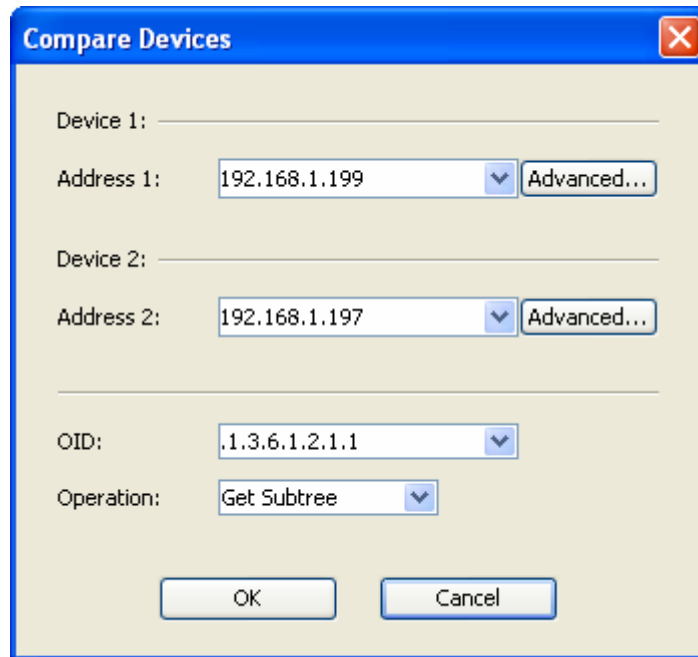 Compare Devices
Device 1:
Address 1: 192.168.1.199 Advanced...
Device 2:
Address 2: 192.168.1.197 Advanced...
OID: .1.3.6.1.2.1.1
Operation: Get Subtree
OK Cancel